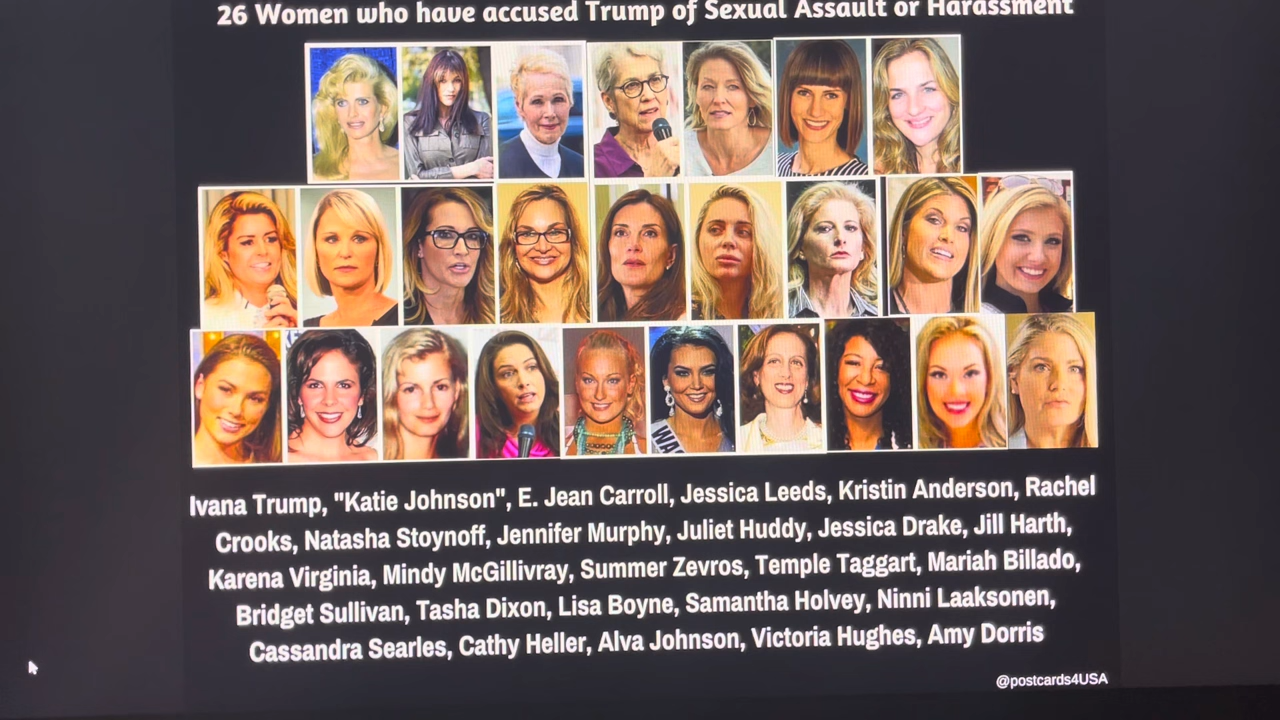 26 Women who have accused Trump of Sexual Assault or Harassment
WA
Ivana Trump, "Katie Johnson", E. Jean Carroll, Jessica Leeds, Kristin Anderson, Rachel
Crooks, Natasha Stoynoff, Jennifer Murphy, Juliet Huddy, Jessica Drake, Jill Harth,
Karena Virginia, Mindy McGillivray, Summer Zevros, Temple Taggart, Mariah Billado,
Bridget Sullivan, Tasha Dixon, Lisa Boyne, Samantha Holvey, Ninni Laaksonen,
Cassandra Searles, Cathy Heller, Alva Johnson, Victoria Hughes, Amy Dorris
@postcards4USA